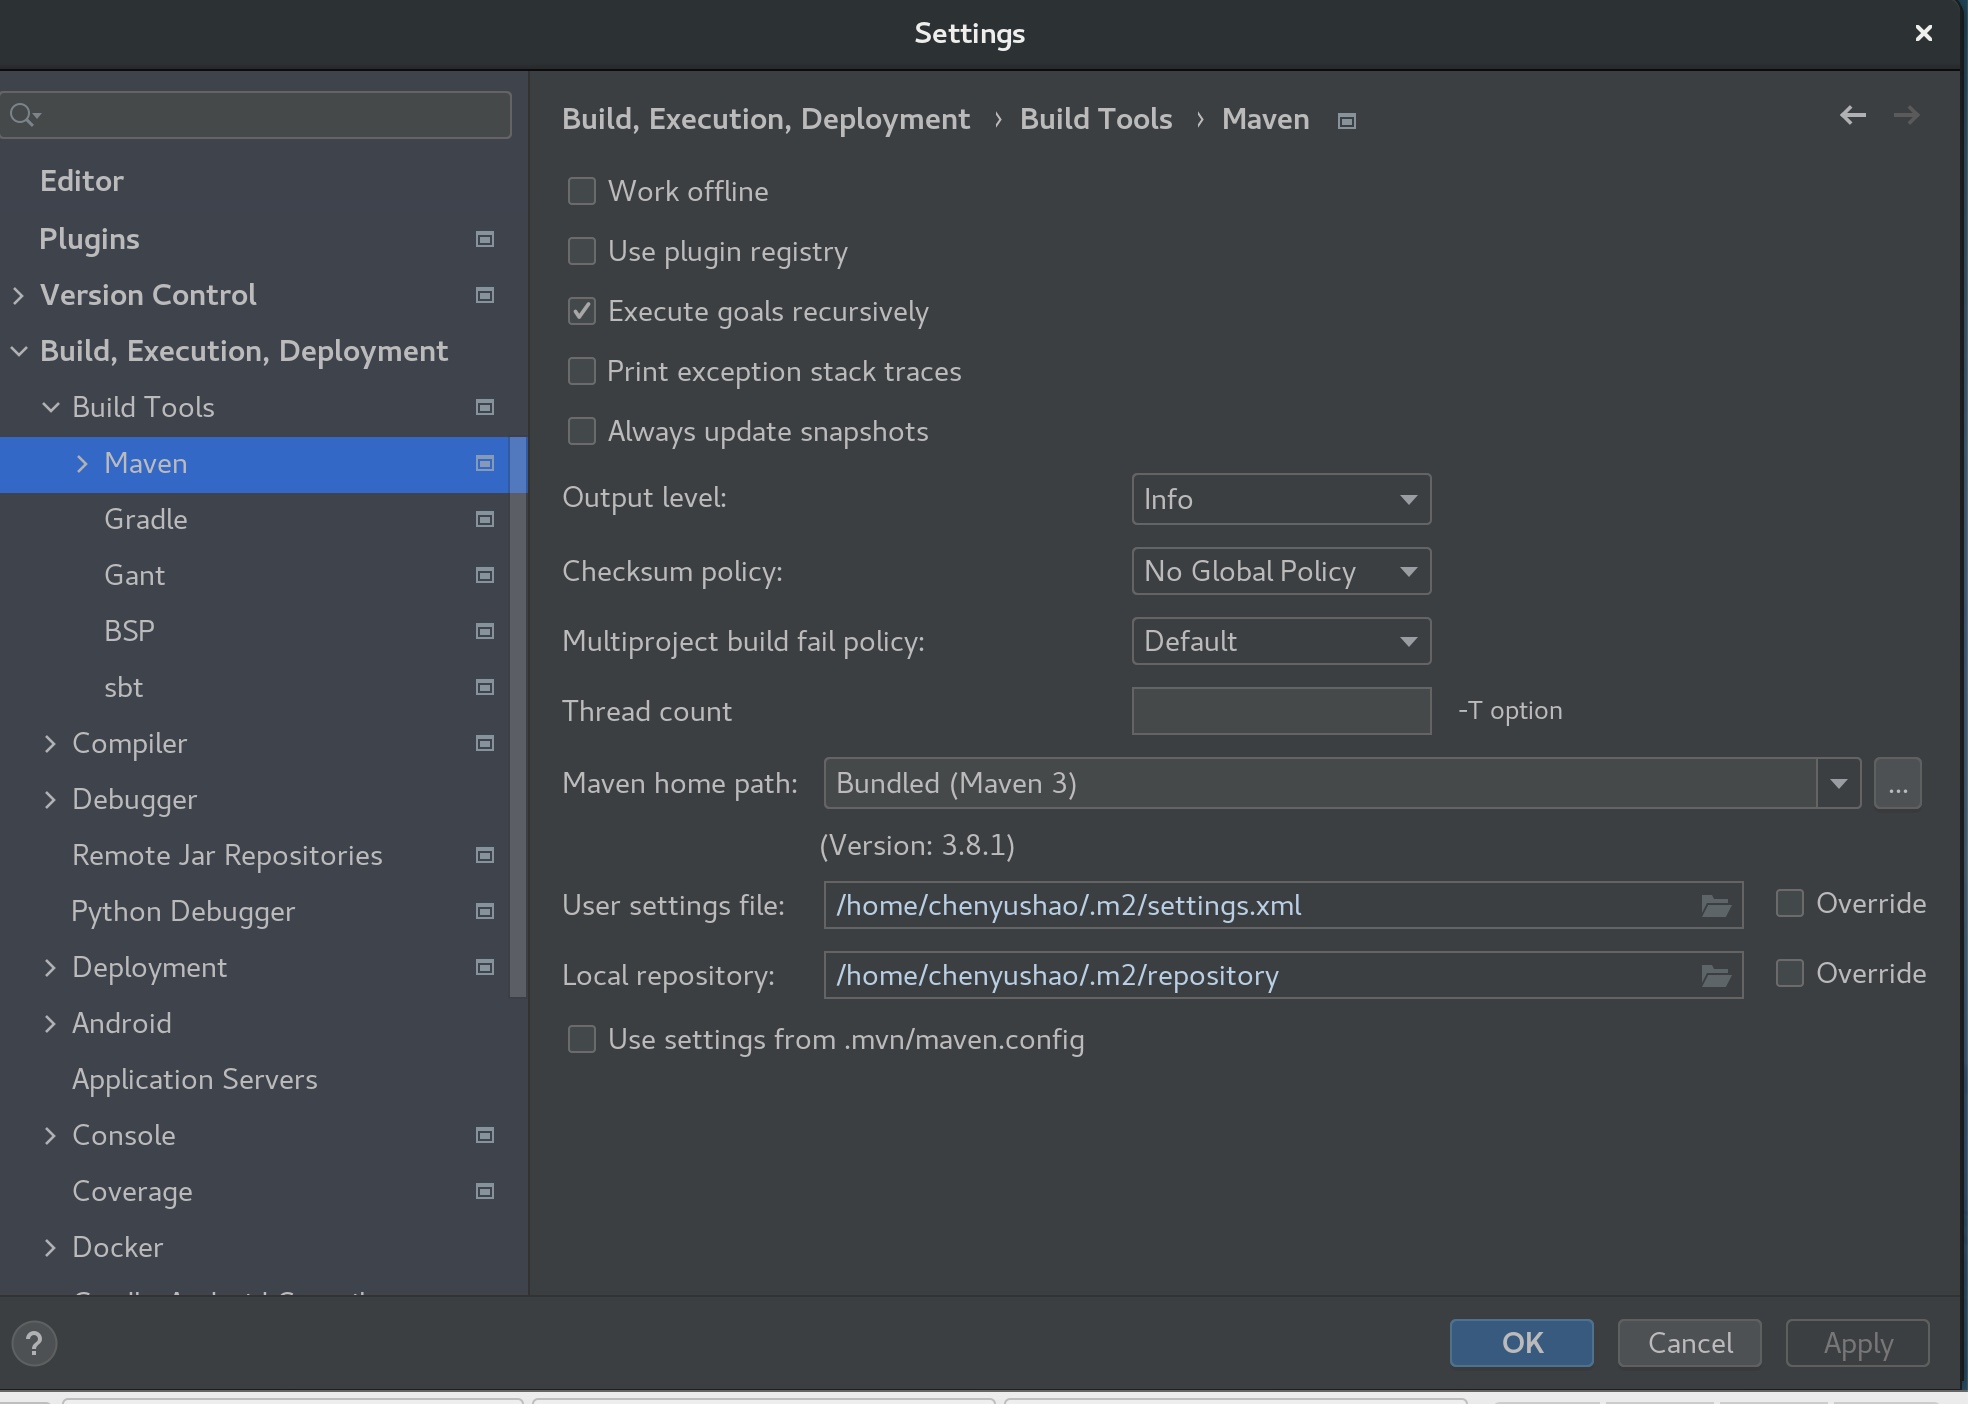 Settings
Build, Execution, Deployment › Build Tools › Maven
Editor
Plugins
Version Control
Build, Execution, Deployment
Build Tools
Maven
Gradle
Gant
BSP
sbt
Compiler
Debugger
Remote Jar Repositories
Python Debugger
Deployment
Android
Application Servers
Console
Coverage
Docker
Work offline
Use plugin registry
Execute goals recursively
Print exception stack traces
Always update snapshots
Output level: Info
Checksum policy: No Global Policy
Multiproject build fail policy: Default
Thread count -T option
Maven home path: Bundled (Maven 3) ...
(Version: 3.8.1)
User settings file: /home/chenyushao/.m2/settings.xml Override
Local repository: /home/chenyushao/.m2/repository Override
Use settings from .mvn/maven.config
? OK Cancel Apply